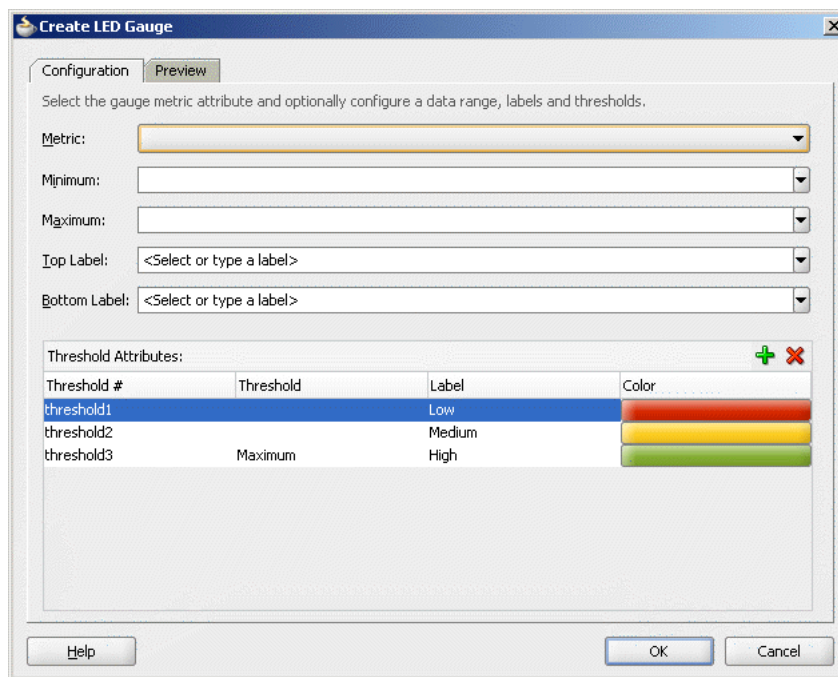 Create LED Gauge
Configuration Preview
Select the gauge metric attribute and optionally configure a data range, labels and thresholds.
Metric:
Minimum:
Maximum:
Top Label: <Select or type a label>
Bottom Label: <Select or type a label>
Threshold Attributes:
Threshold # Threshold Label Color
threshold1 Low
threshold2 Medium
threshold3 Maximum High
Help OK Cancel